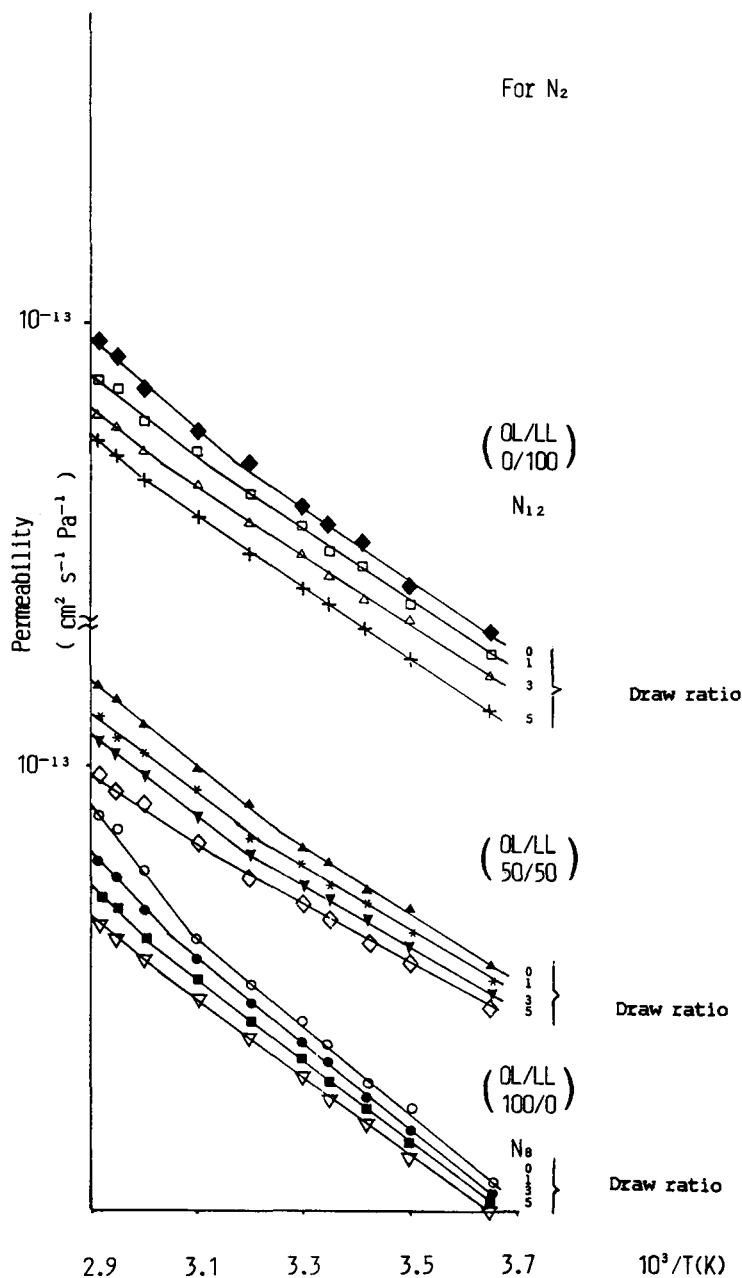 For N₂
10⁻¹³
( OL/LL
0/100 )
N₁₂
Permeability
( cm² s⁻¹ Pa⁻¹ )
0
1
3
5
Draw ratio
10⁻¹³
( OL/LL
50/50 )
0
1
3
5
Draw ratio
( OL/LL
100/0 )
N₈
0
1
3
5
Draw ratio
2.9 3.1 3.3 3.5 3.7 10³/T(K)